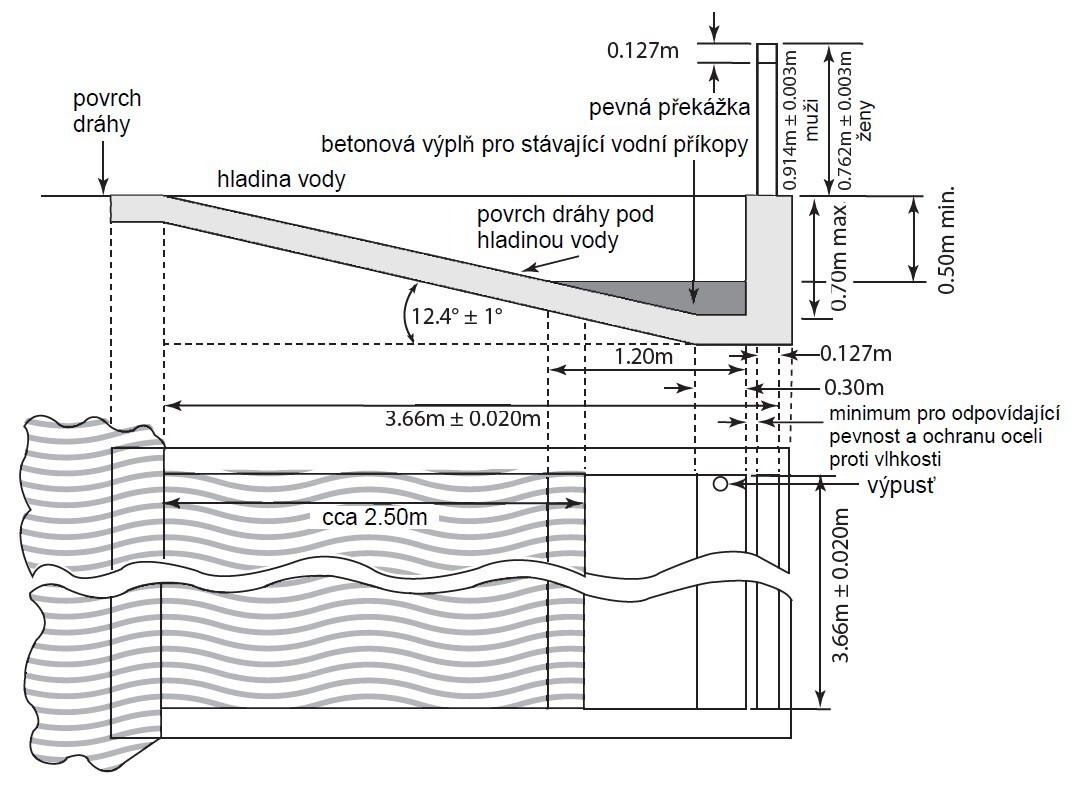 0.127m
pevná překážka
0.914m ± 0.003m
muži
0.762m ± 0.003m
ženy
povrch
dráhy
betonová výplň pro stávající vodní příkopy
hladina vody
povrch dráhy pod
hladinou vody
0.70m max.
0.50m min.
12.4° ± 1°
1.20m
0.127m
0.30m
3.66m ± 0.020m
minimum pro odpovídající
pevnost a ochranu oceli
proti vlhkosti
výpusť
cca 2.50m
3.66m ± 0.020m